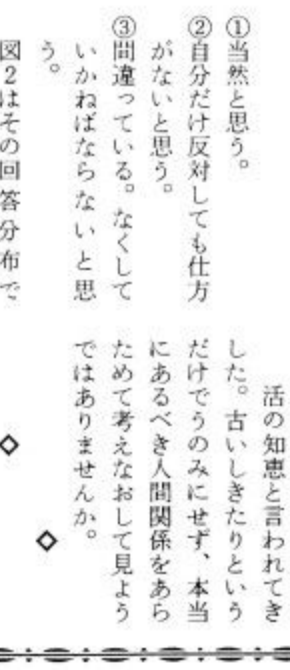 ①当然と思う。
②自分だけ反対しても仕方
がないと思う。
③間違っている。なくして
いかねばならないと思
う。
図2はその回答分布で
活の知恵と言われてき
した。古いしきたりという
だけでうのみにせず、本当
にあるべき人間関係をあら
ためて考えなおして見よう
ではありませんか。